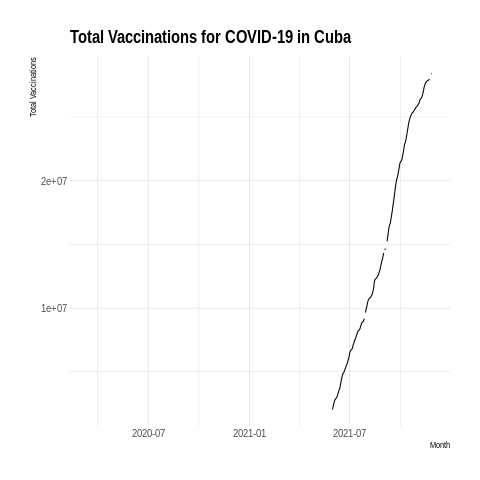 Total Vaccinations for COVID-19 in Cuba
Total Vaccinations
2e+07
1e+07
2020-07
2021-01
2021-07
Month